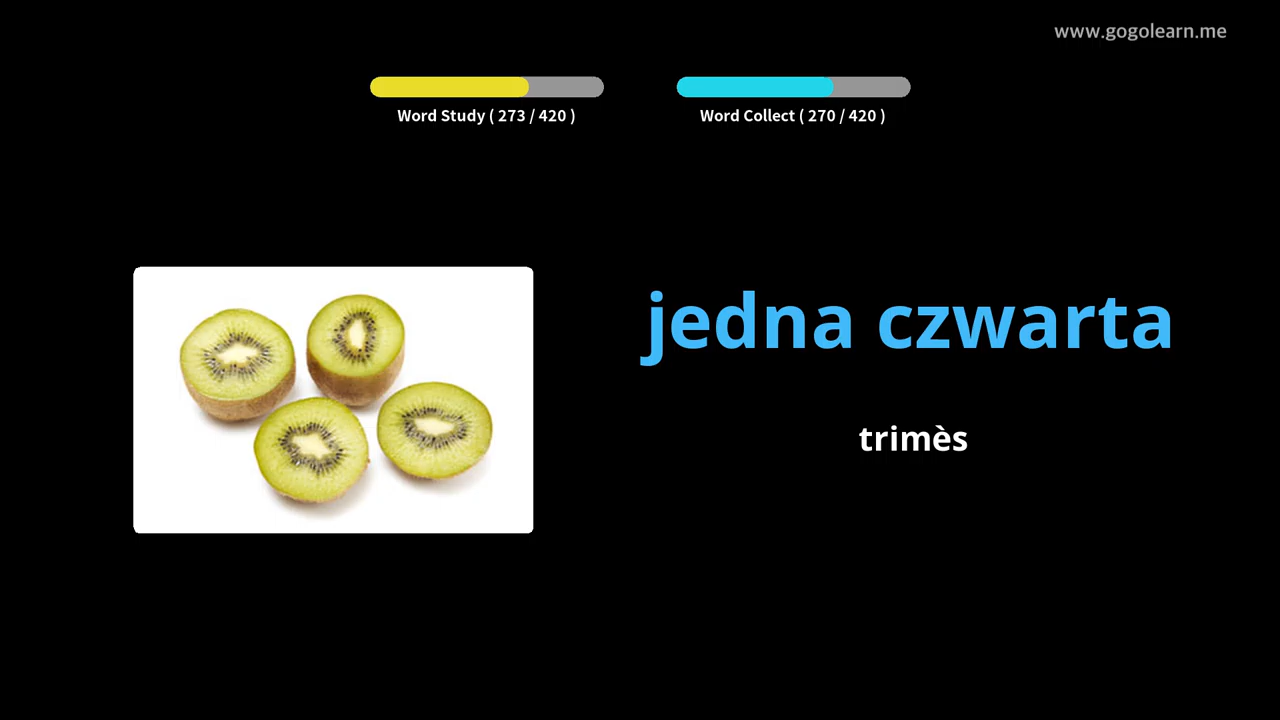 www.gogolearn.me
Word Study ( 273 / 420 )
Word Collect ( 270 / 420 )
jedna czwarta
trimès